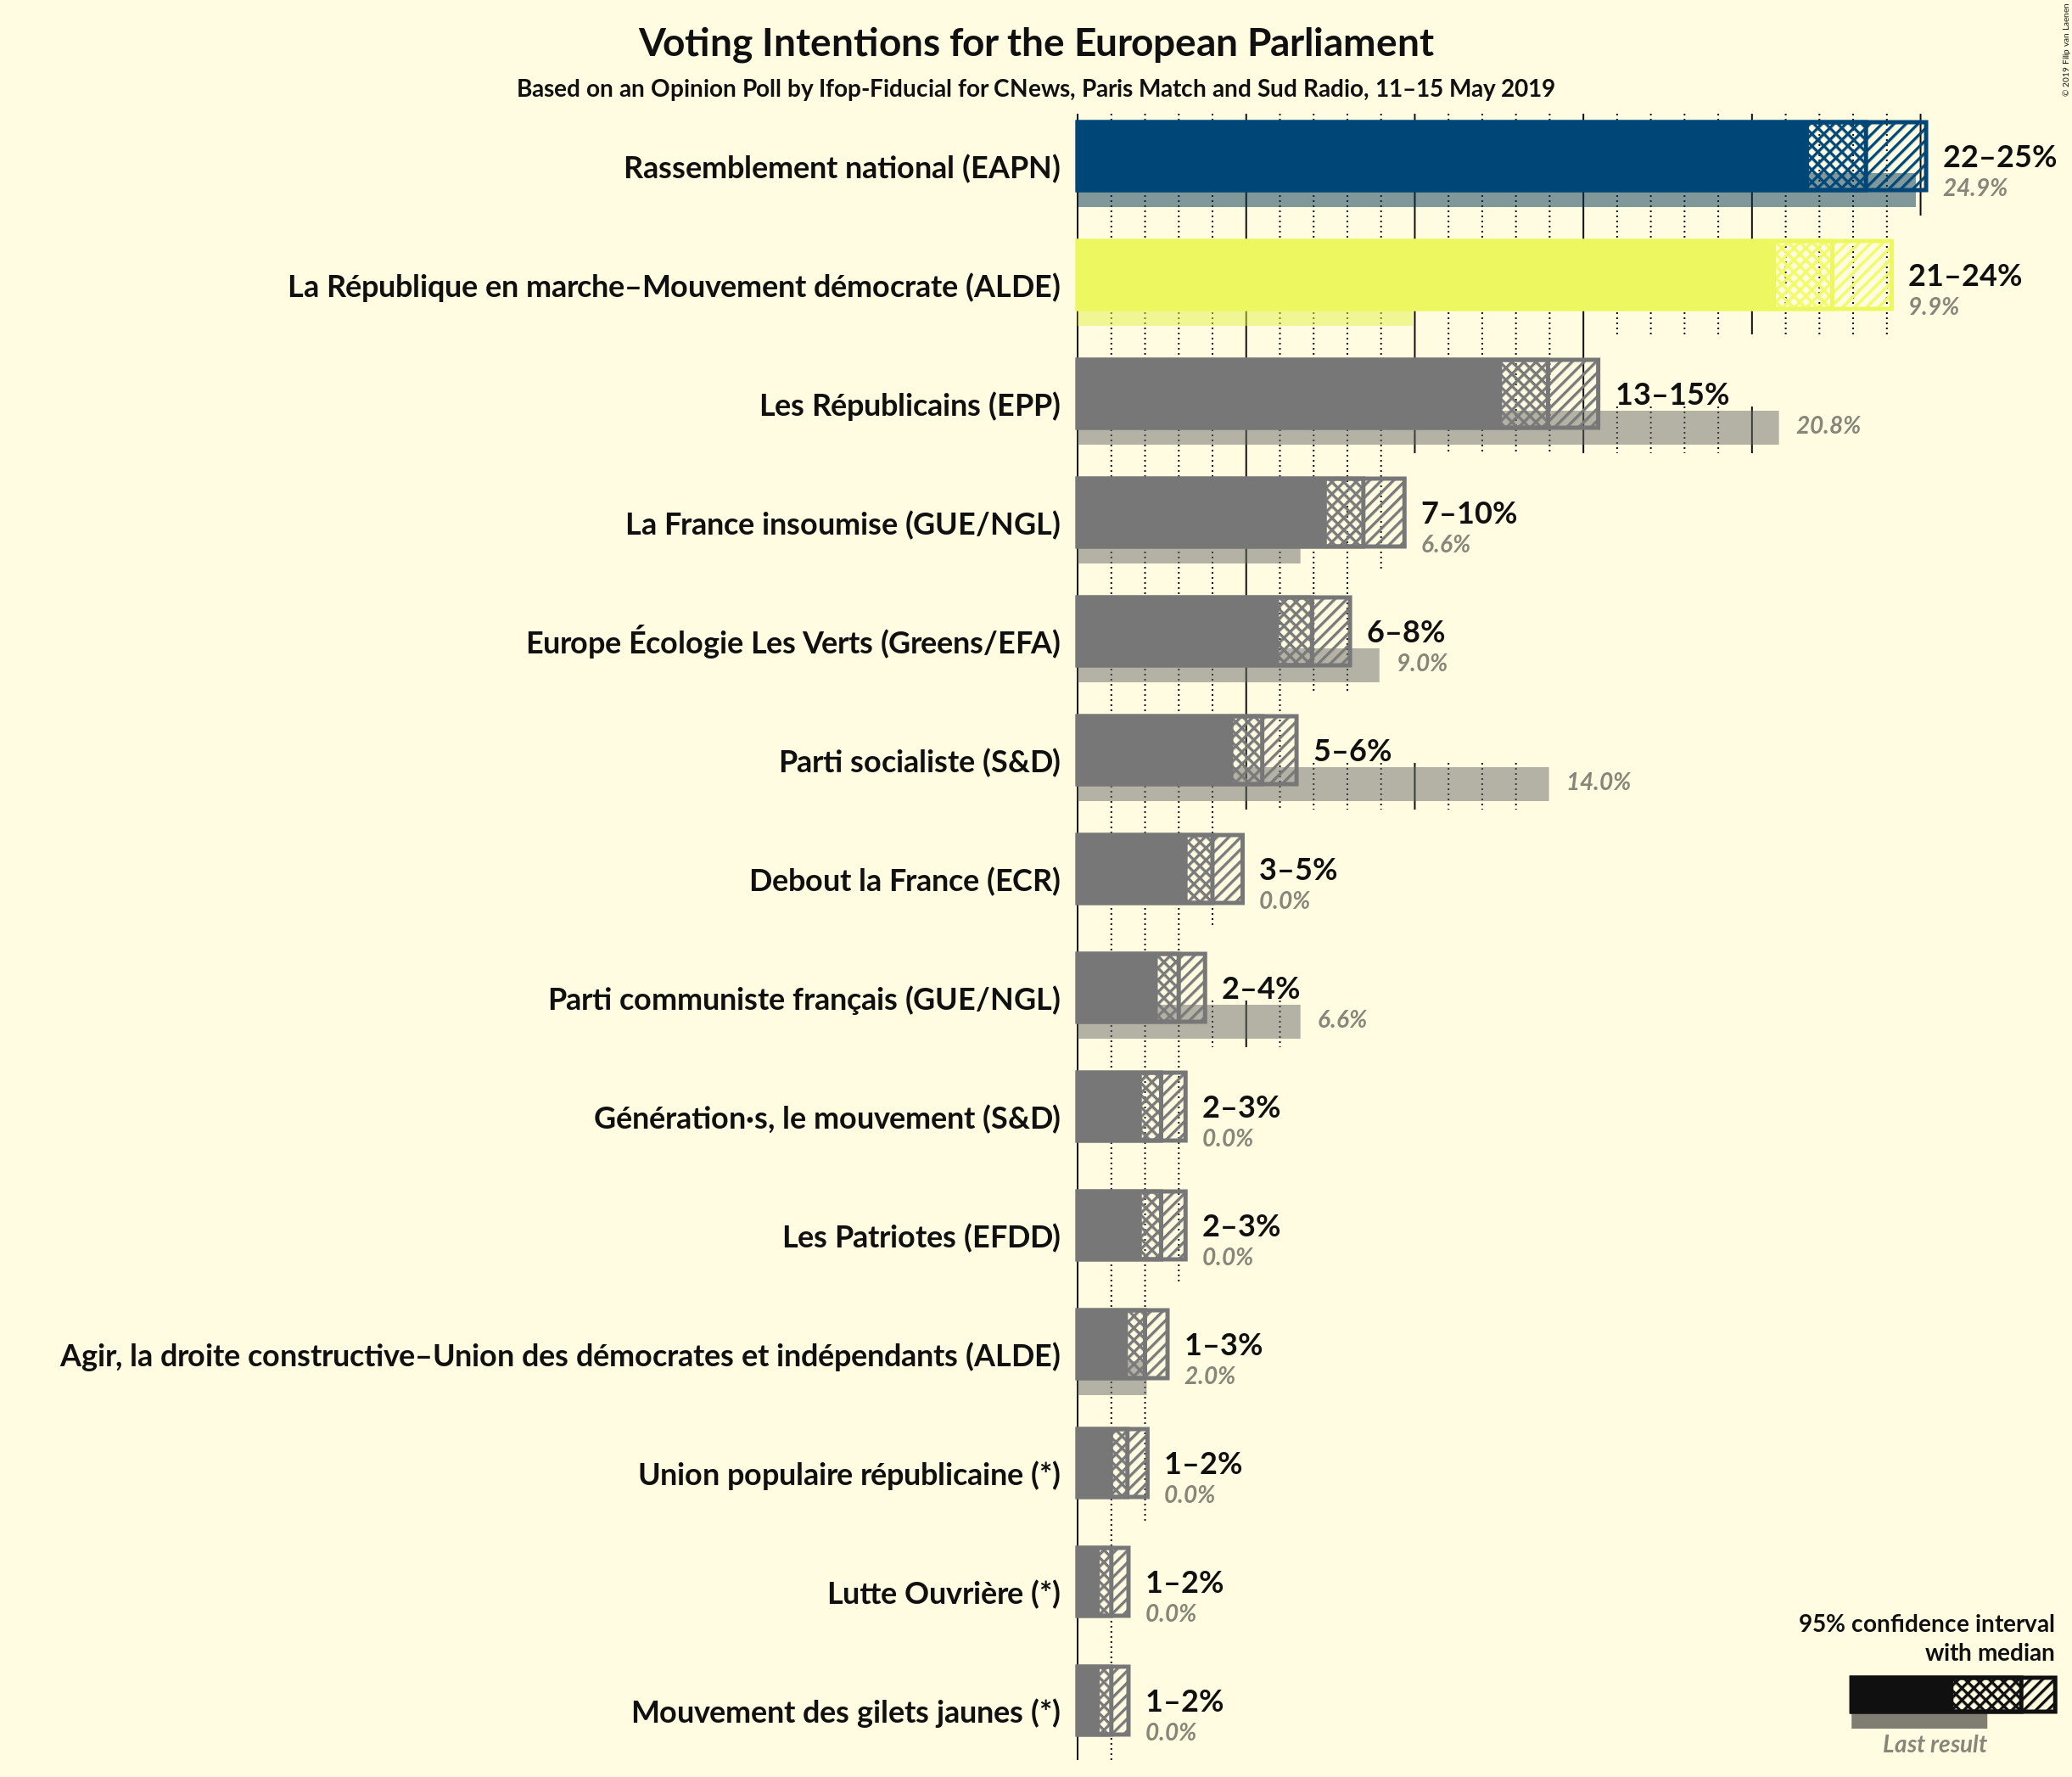 Voting Intentions for the European Parliament
Based on an Opinion Poll by Ifop-Fiducial for CNews, Paris Match and Sud Radio, 11–15 May 2019
© 2019 Filip van Laenen
Rassemblement national (EAPN)
22–25%
24.9%
La République en marche–Mouvement démocrate (ALDE)
21–24%
9.9%
Les Républicains (EPP)
13–15%
20.8%
La France insoumise (GUE/NGL)
7–10%
6.6%
Europe Écologie Les Verts (Greens/EFA)
6–8%
9.0%
Parti socialiste (S&D)
5–6%
14.0%
Debout la France (ECR)
3–5%
0.0%
Parti communiste français (GUE/NGL)
2–4%
6.6%
Génération·s, le mouvement (S&D)
2–3%
0.0%
Les Patriotes (EFDD)
2–3%
0.0%
Agir, la droite constructive–Union des démocrates et indépendants (ALDE)
1–3%
2.0%
Union populaire républicaine (*)
1–2%
0.0%
Lutte Ouvrière (*)
1–2%
0.0%
Mouvement des gilets jaunes (*)
1–2%
0.0%
95% confidence interval
with median
Last result